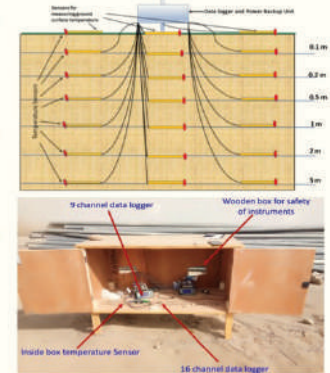 Sensors for
measuring ground
surface temperature
Data logger and Power Backup Unit
Temperature Sensors
0.1 m
0.2 m
0.5 m
1 m
2 m
5 m
9 channel data logger
Wooden box for safety
of instruments
Inside box temperature Sensor
16 channel data logger